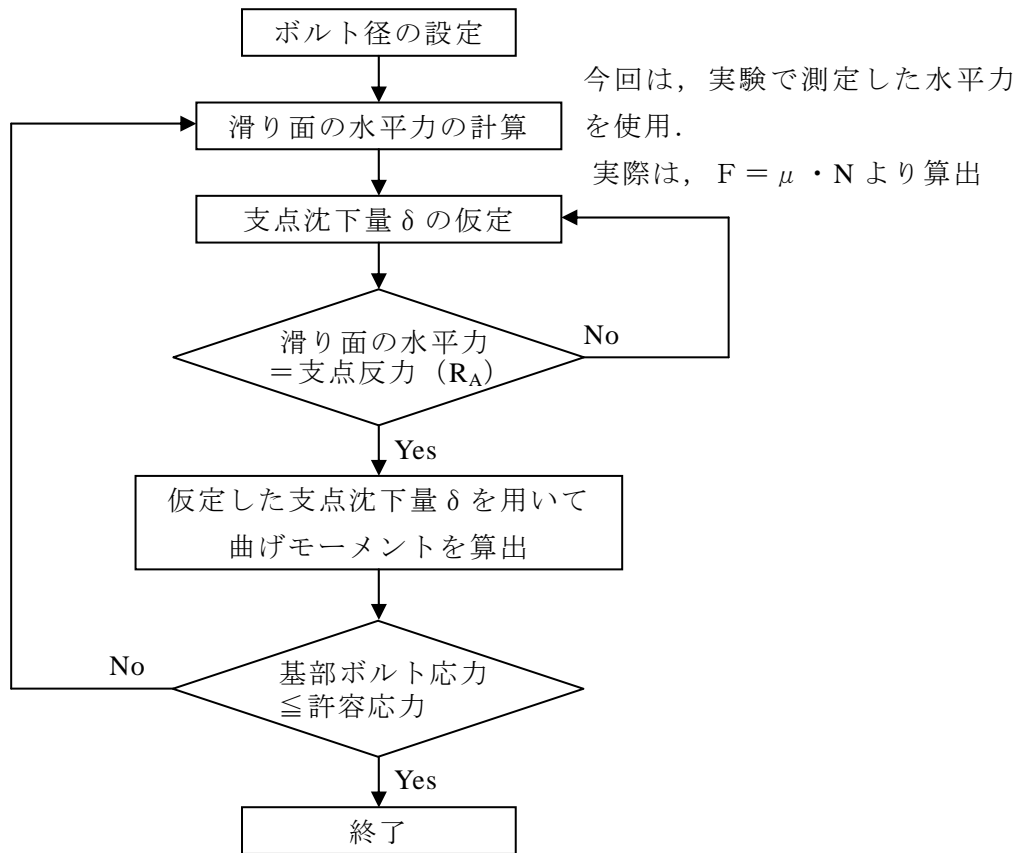 ボルト径の設定
今回は，実験で測定した水平力
を使用．
実際は，Ｆ＝μ・N より算出
滑り面の水平力の計算
支点沈下量δの仮定
滑り面の水平力
＝支点反力（RA）
No
Yes
仮定した支点沈下量δを用いて
曲げモーメントを算出
基部ボルト応力
≦許容応力
No
Yes
終了